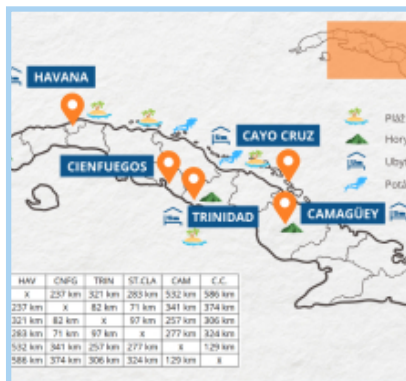 HAVANA
CAYO CRUZ
CIENFUEGOS
TRINIDAD
CAMAGÜEY
Pláž
Hory
Uby
Potá
HAV CNFG TRIN ST.CLA CAM C.C.
x 237 km 321 km 283 km 532 km 586 km
237 km x 82 km 71 km 341 km 374 km
321 km 82 km x 97 km 257 km 306 km
283 km 71 km 97 km x 277 km 324 km
532 km 341 km 257 km 277 km x 129 km
586 km 374 km 306 km 324 km 129 km x